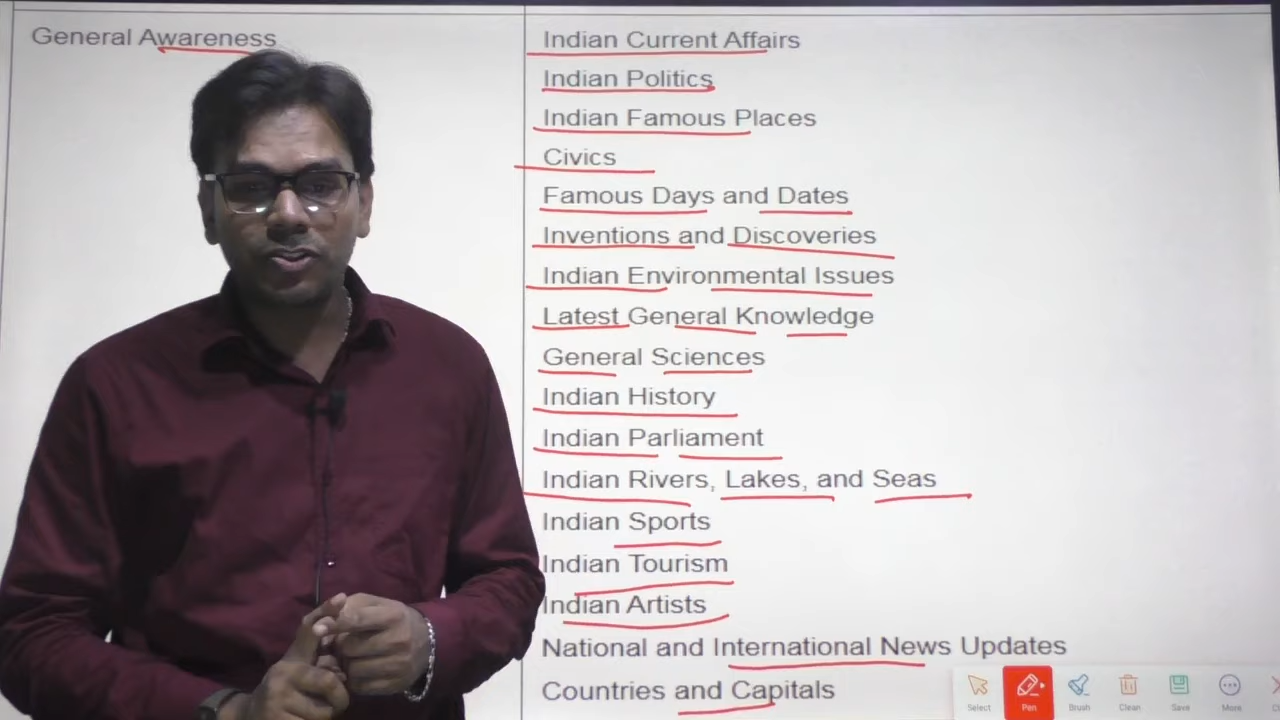 General Awareness
Indian Current Affairs
Indian Politics
Indian Famous Places
Civics
Famous Days and Dates
Inventions and Discoveries
Indian Environmental Issues
Latest General Knowledge
General Sciences
Indian History
Indian Parliament
Indian Rivers, Lakes, and Seas
Indian Sports
Indian Tourism
Indian Artists
National and International News Updates
Countries and Capitals
Select Pen Brush Clean Save More